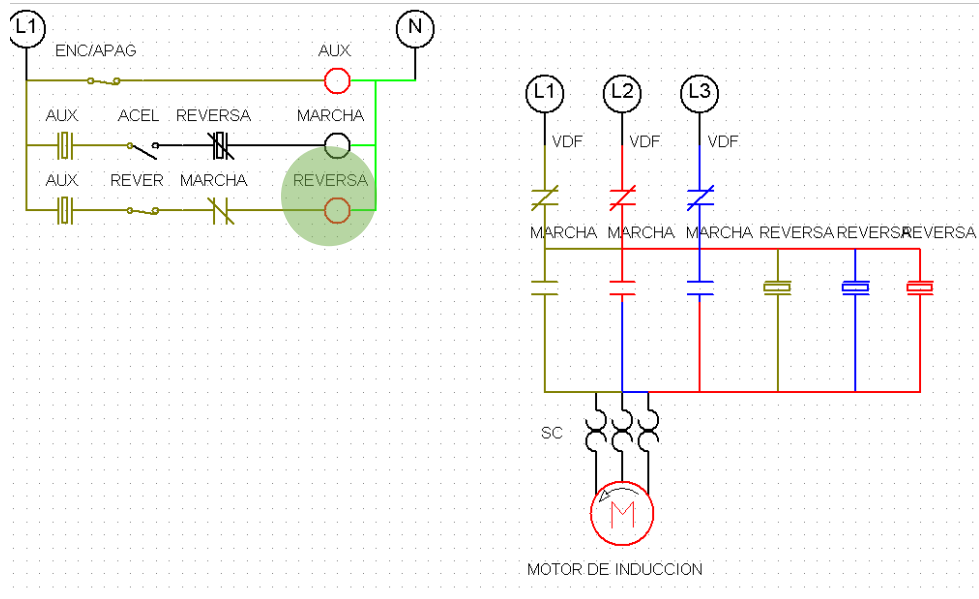 L1 N
ENC/APAG AUX
AUX ACEL REVERSA MARCHA
AUX REVER MARCHA REVERSA
L1 L2 L3
VDF VDF VDF
MARCHA MARCHA MARCHA REVERSA REVERSA REVERSA
SC
M
MOTOR DE INDUCCION